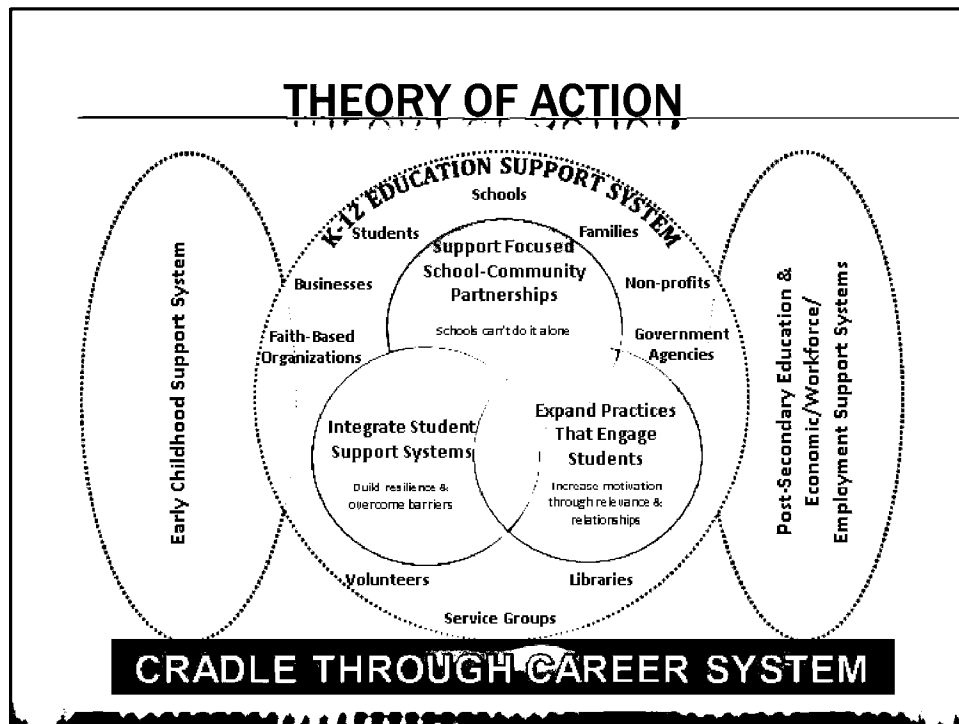 THEORY OF ACTION
K-12 EDUCATION SUPPORT SYSTEM
Schools
Students
Families
Businesses
Non-profits
Faith-Based
Organizations
Government
Agencies
Support Focused
School-Community
Partnerships
Schools can't do it alone
Integrate Student
Support Systems
Build resilience &
overcome barriers
Expand Practices
That Engage
Students
Increase motivation
through relevance &
relationships
Volunteers
Libraries
Service Groups
Early Childhood Support System
Post-Secondary Education &
Economic/Workforce/
Employment Support Systems
CRADLE THROUGH CAREER SYSTEM